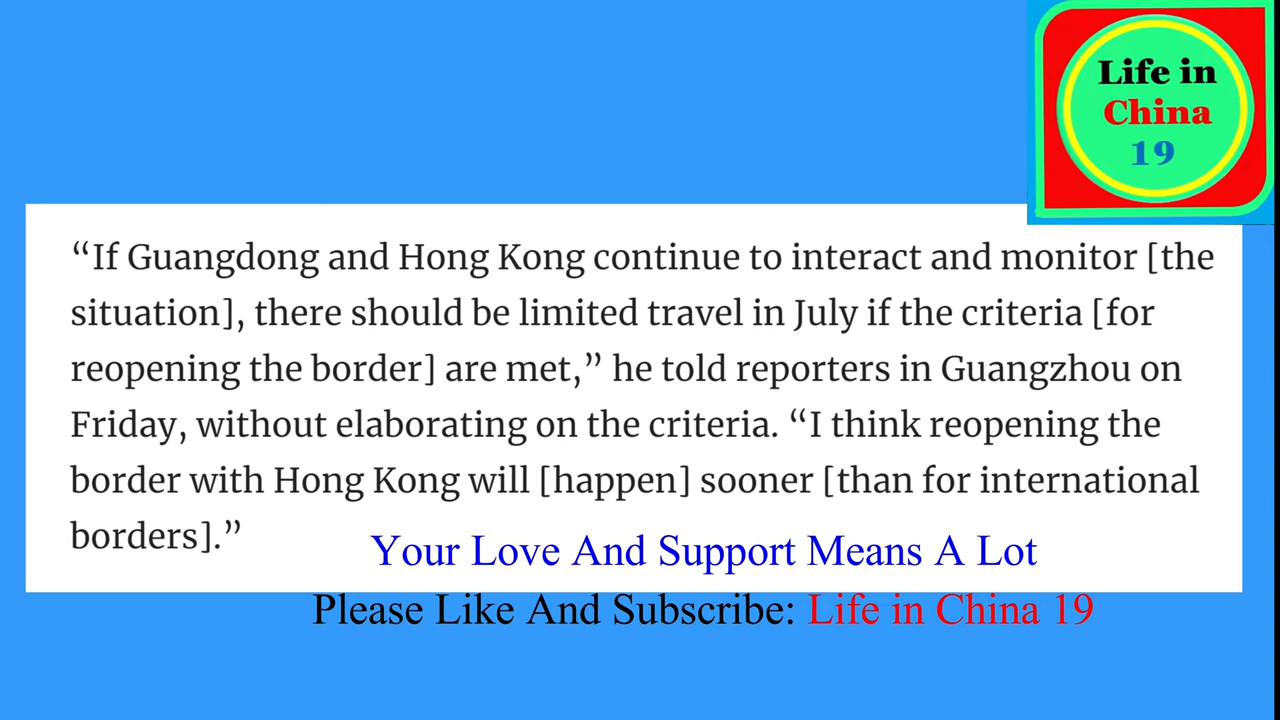 Life in
China
19
“If Guangdong and Hong Kong continue to interact and monitor [the
situation], there should be limited travel in July if the criteria [for
reopening the border] are met,” he told reporters in Guangzhou on
Friday, without elaborating on the criteria. “I think reopening the
border with Hong Kong will [happen] sooner [than for international
borders].”
Your Love And Support Means A Lot
Please Like And Subscribe: Life in China 19